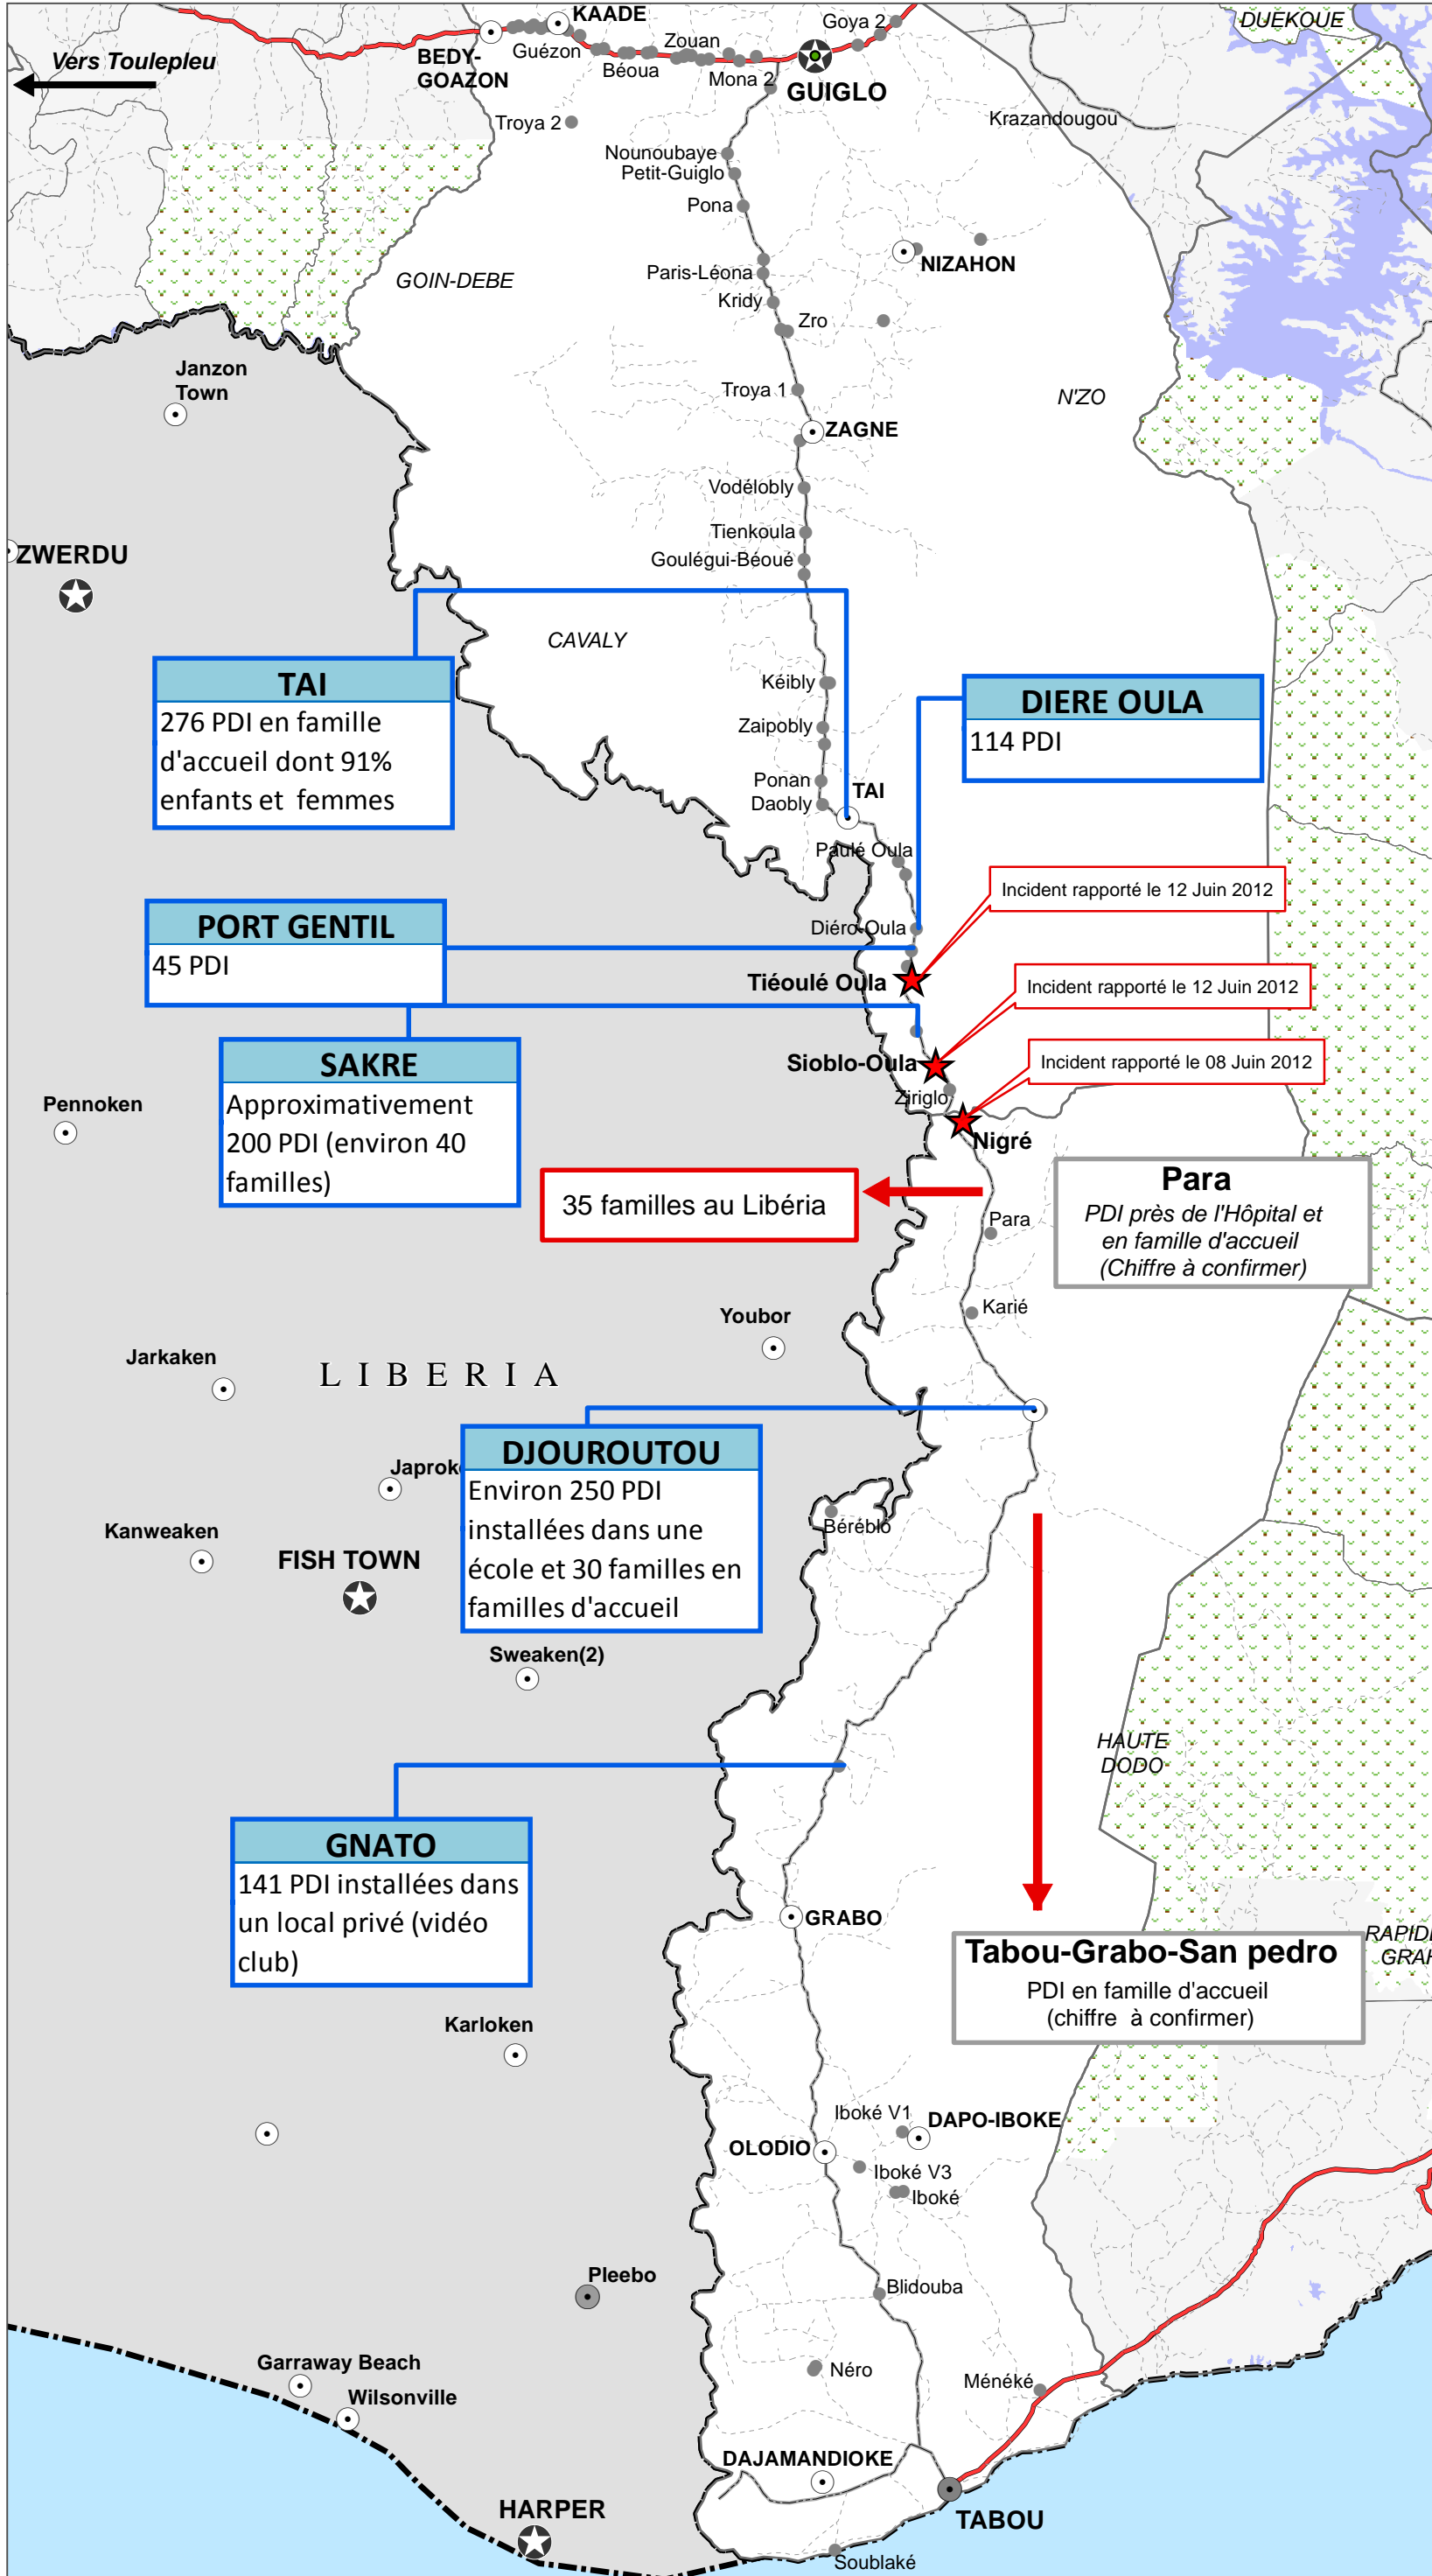 KAADE
Goya 2
DUEKOUE
Vers Toulepleu
BEDY-
GOAZON
Guézon
Zouan
Béoua
Mona 2
GUIGLO
Troya 2
Krazandougou
Nounoubaye
Petit-Guiglo
Pona
NIZAHON
GOIN-DEBE
Paris-Léona
Kridy
Zro
Janzon
Town
Troya 1
N'ZO
ZAGNE
Vodélobly
Tienkoula
Goulégui-Béoué
ZWERDU
CAVALY
TAI
276 PDI en famille
d'accueil dont 91%
enfants et femmes
Kéibly
DIERE OULA
114 PDI
Zaipobly
Ponan
Daobly
TAI
Paulé Oula
Incident rapporté le 12 Juin 2012
PORT GENTIL
45 PDI
Diéro-Oula
Tiéoulé Oula
Incident rapporté le 12 Juin 2012
SAKRE
Approximativement
200 PDI (environ 40
familles)
Sioblo-Oula
Incident rapporté le 08 Juin 2012
Ziriglo
Pennoken
Nigré
35 familles au Libéria
Para
PDI près de l'Hôpital et
en famille d'accueil
(Chiffre à confirmer)
Para
Karié
Youbor
Jarkaken
LIBERIA
DJOUROUTOU
Environ 250 PDI
installées dans une
école et 30 familles en
familles d'accueil
Japrok
Béréblo
Kanweaken
FISH TOWN
Sweaken(2)
HAUTE
DODO
GNATO
141 PDI installées dans
un local privé (vidéo
club)
GRABO
Tabou-Grabo-San pedro
PDI en famille d'accueil
(chiffre à confirmer)
RAPIDE
GRAH
Karloken
Iboké V1
DAPO-IBOKE
OLODIO
Iboké V3
Iboké
Pleebo
Blidouba
Garraway Beach
Néro
Ménéké
Wilsonville
DAJAMANDIOKE
HARPER
TABOU
Soublaké